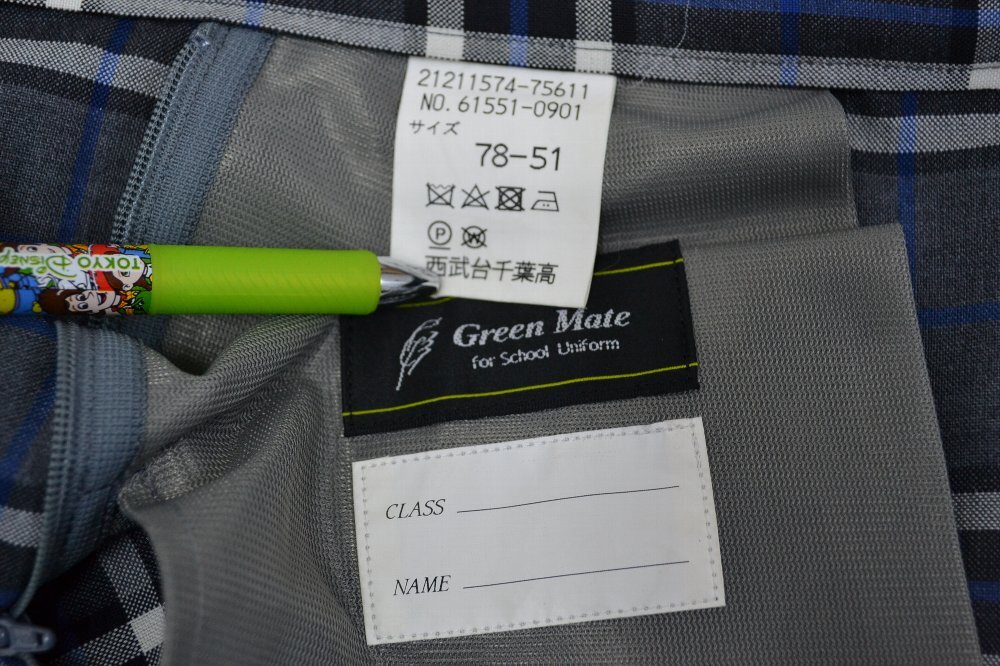 21211574-75611
NO. 61551-0901
サイズ
78-51
P
W
西武台千葉高
TOKYO Disney
Green Mate
for School Uniform
CLASS
NAME